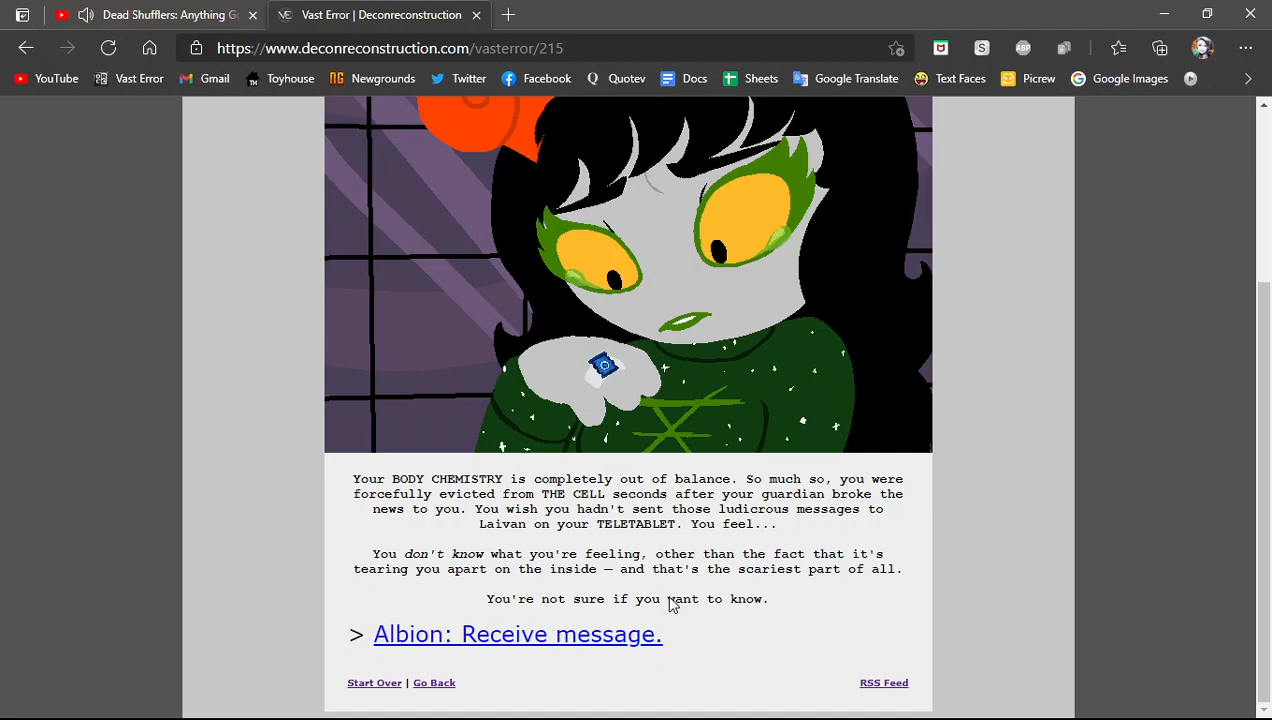 Dead Shufflers: Anything G
Vast Error | Deconreconstruction
https://www.deconreconstruction.com/vasterror/215
YouTube
Vast Error
Gmail
Toyhouse
Newgrounds
Twitter
Facebook
Quotev
Docs
Sheets
Google Translate
Text Faces
Picrew
Google Images
Your BODY CHEMISTRY is completely out of balance. So much so, you were
forcefully evicted from THE CELL seconds after your guardian broke the
news to you. You wish you hadn't sent those ludicrous messages to
Laivan on your TELETABLET. You feel...
You don't know what you're feeling, other than the fact that it's
tearing you apart on the inside — and that's the scariest part of all.
You're not sure if you want to know.
> Albion: Receive message.
Start Over | Go Back
RSS Feed